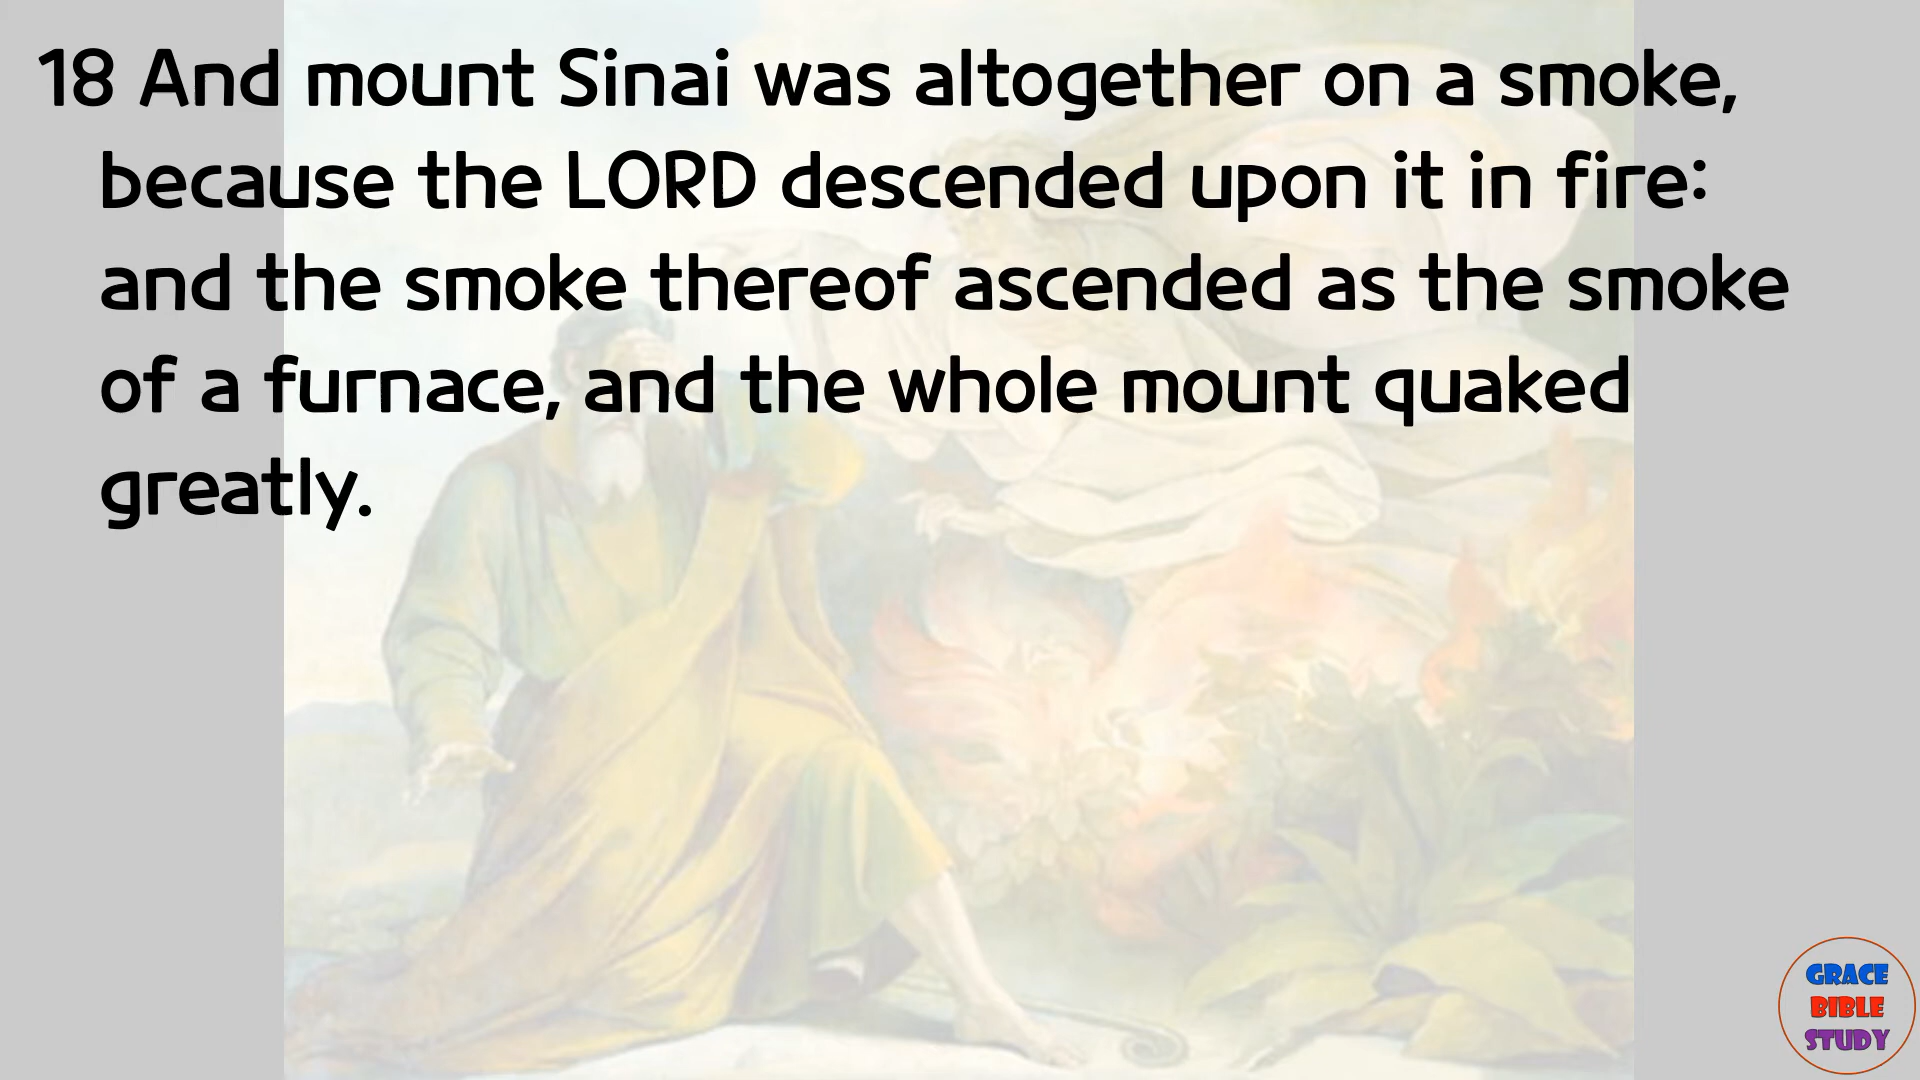 18 And mount Sinai was altogether on a smoke,
because the LORD descended upon it in fire:
and the smoke thereof ascended as the smoke
of a furnace, and the whole mount quaked
greatly.
GRACE
BIBLE
STUDY